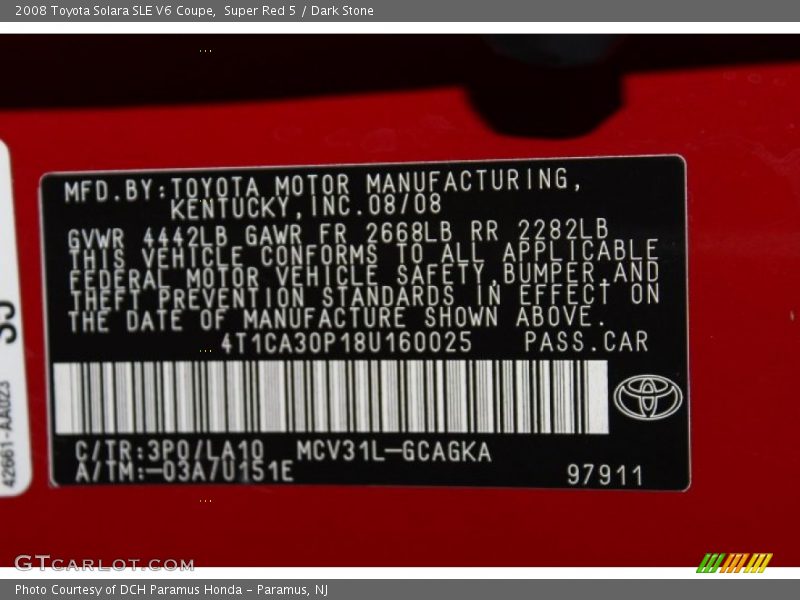 2008 Toyota Solara SLE V6 Coupe,  Super Red 5 / Dark Stone
MFD.BY:TOYOTA MOTOR MANUFACTURING,
KENTUCKY,INC.08/08
GVWR 4442LB GAWR FR 2668LB RR 2282LB
THIS VEHICLE CONFORMS TO ALL APPLICABLE
FEDERAL MOTOR VEHICLE SAFETY,BUMPER,AND
THEFT PREVENTION STANDARDS IN EFFECT ON
THE DATE OF MANUFACTURE SHOWN ABOVE.
4T1CA30P18U160025 PASS.CAR
C/TR:3P0/LA10 MCV31L-GCAGKA
A/TM:-03A/U151E
97911
42661-AA023
GTCARLOT.COM
Photo Courtesy of DCH Paramus Honda - Paramus, NJ